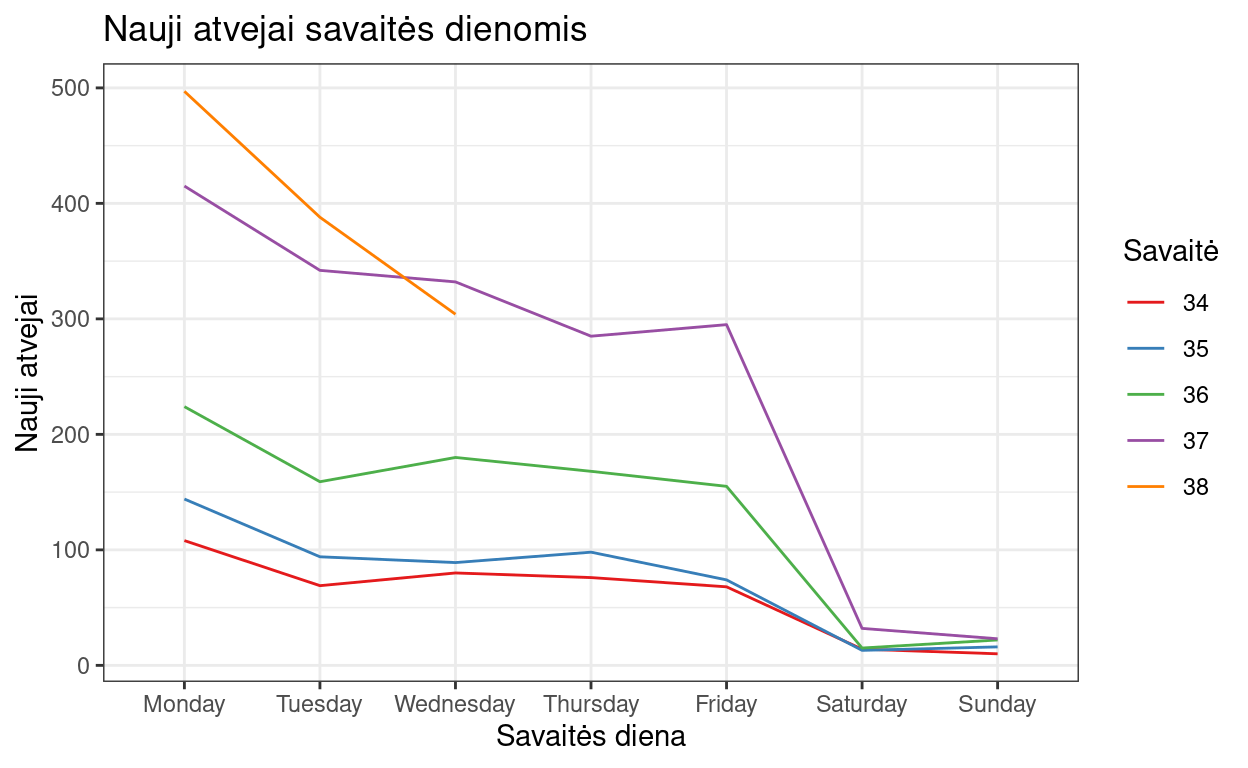 Nauji atvejai savaitės dienomis
Nauji atvejai
500
400
300
200
100
0
Monday Tuesday Wednesday Thursday Friday Saturday Sunday
Savaitės diena
Savaitė
34
35
36
37
38